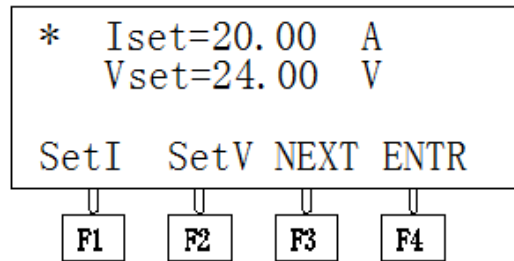 * Iset=20.00 A
Vset=24.00 V
SetI SetV NEXT ENTR
F1 F2 F3 F4